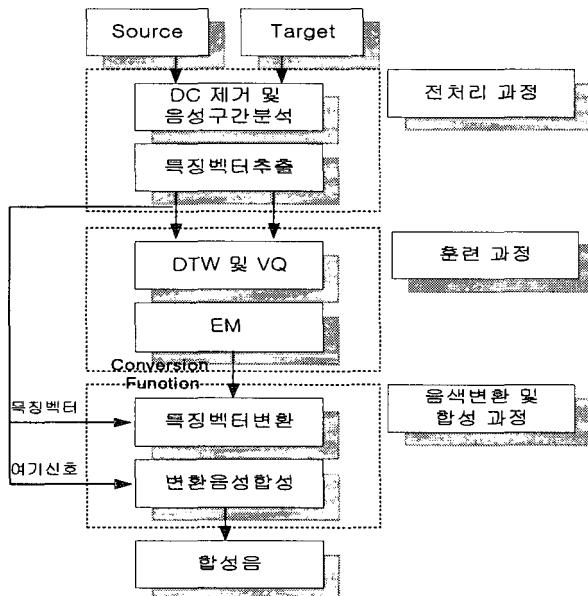 Source
Target
DC 제거 및
음성구간분석
전처리 과정
특징벡터추출
DTW 및 VQ
훈련 과정
EM
Conversion
Function
음색변환 및
합성 과정
특징벡터
특징벡터변환
여기신호
변환음성합성
합성음